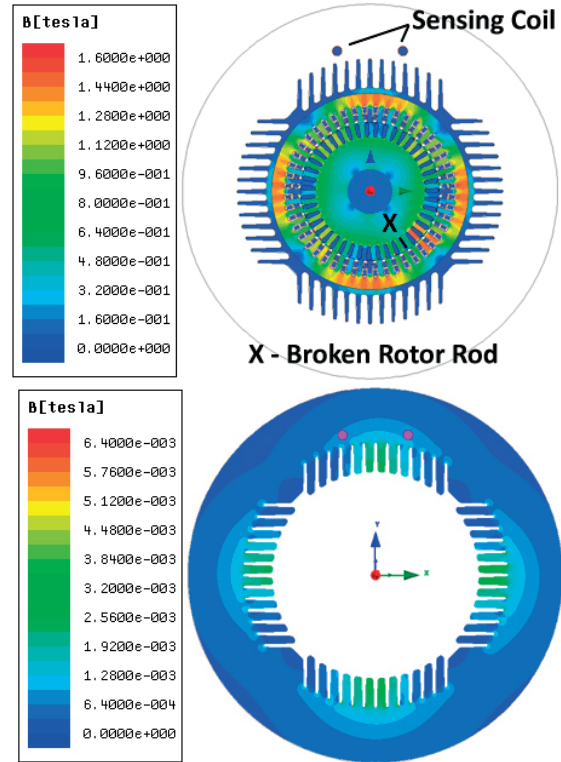 Sensing Coil
B[tesla]
1.6000e+000
1.4400e+000
1.2800e+000
1.1200e+000
9.6000e-001
8.0000e-001
6.4000e-001
4.8000e-001
3.2000e-001
1.6000e-001
0.0000e+000
X
X - Broken Rotor Rod
B[tesla]
6.4000e-003
5.7600e-003
5.1200e-003
4.4800e-003
3.8400e-003
3.2000e-003
2.5600e-003
1.9200e-003
1.2800e-003
6.4000e-004
0.0000e+000
Y
X